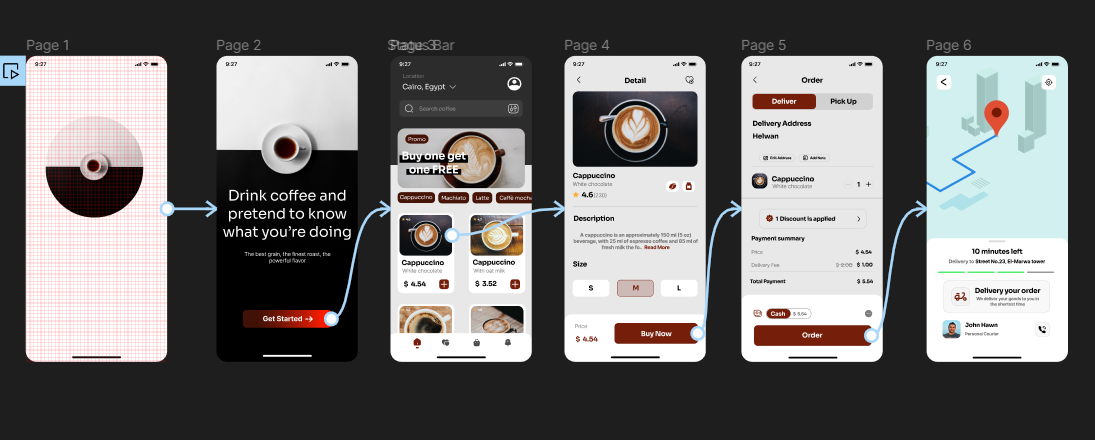 Page 1
Page 2
Page 3
Status Bar
Page 4
Page 5
Page 6
9:27
9:27
Drink coffee and
pretend to know
what you're doing
The best grain, the finest roast, the
powerful flavor
Get Started
9:27
Location
Cairo, Egypt
Search coffee
Promo
Buy one get
one FREE
Cappuccino
Machiato
Latte
Caffè moch
Cappuccino
White chocolate
$ 4.54
Cappuccino
With oat milk
$ 3.52
9:27
Detail
Cappuccino
White chocolate
4.6 (230)
Description
A cappuccino is an approximately 150 ml (5 oz)
beverage, with 25 ml of espresso coffee and 85 ml of
fresh milk the fo.. Read More
Size
S
M
L
Price
$ 4.54
Buy Now
9:27
Order
Deliver
Pick Up
Delivery Address
Helwan
Edit Address
Add Note
Cappuccino
White chocolate
1
1 Discount is applied
Payment summary
Price
$ 4.54
Delivery Fee
$ 2.00 $ 1.00
Total Payment
$ 5.54
Cash
$ 5.54
Order
9:27
10 minutes left
Delivery to Street No.23, El-Marwa tower
Delivery your order
We deliver your goods to you in
the shortest time
John Hawn
Personal Courier